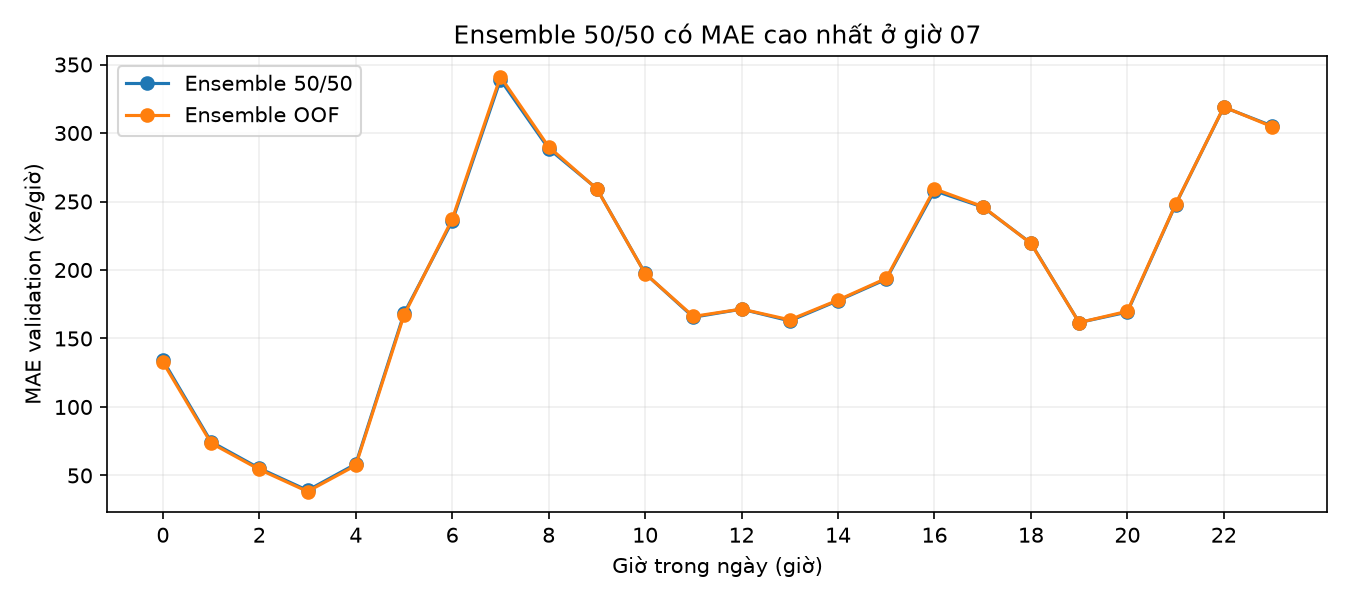 Ensemble 50/50 có MAE cao nhất ở giờ 07
Ensemble 50/50
Ensemble OOF
MAE validation (xe/giờ)
350
300
250
200
150
100
50
0 2 4 6 8 10 12 14 16 18 20 22
Giờ trong ngày (giờ)